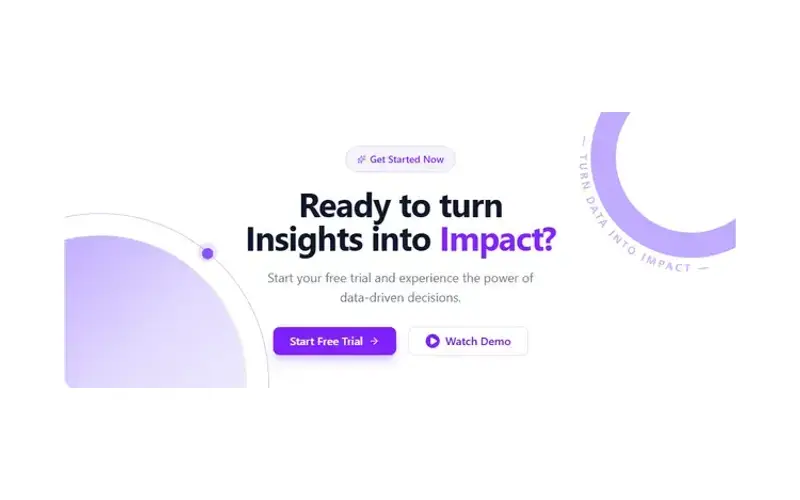 Get Started Now
Ready to turn
Insights into Impact?
Start your free trial and experience the power of
data-driven decisions.
Start Free Trial →
Watch Demo
— TURN DATA INTO IMPACT —